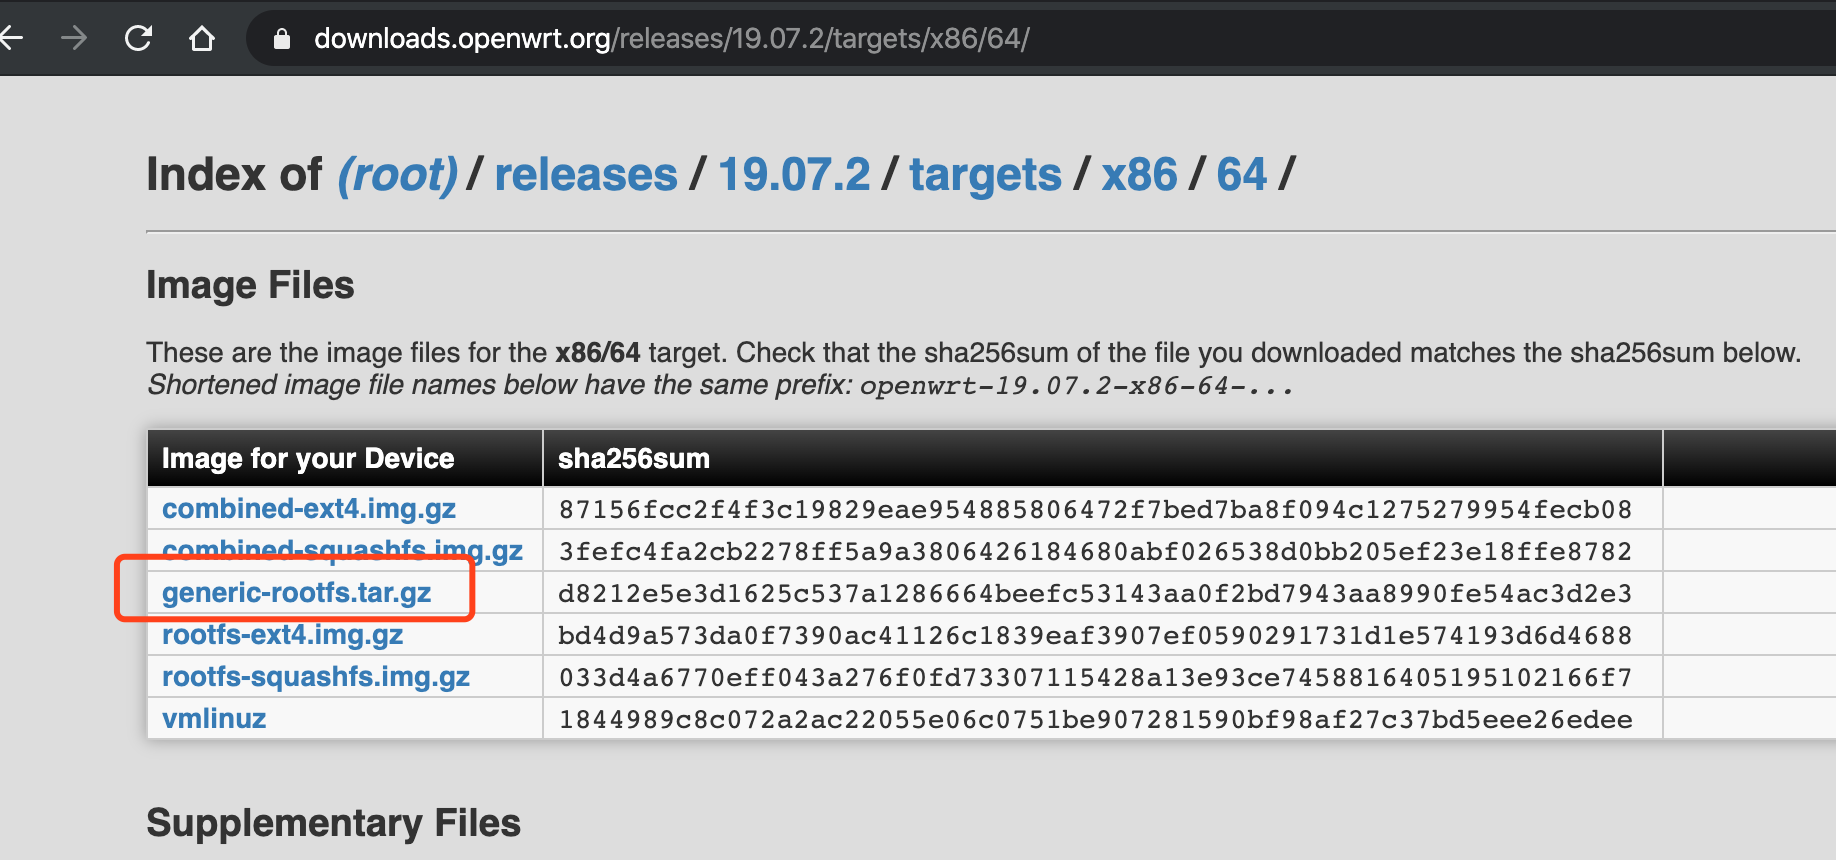 downloads.openwrt.org/releases/19.07.2/targets/x86/64/
Index of (root) / releases / 19.07.2 / targets / x86 / 64 /
Image Files
These are the image files for the x86/64 target. Check that the sha256sum of the file you downloaded matches the sha256sum below.
Shortened image file names below have the same prefix: openwrt-19.07.2-x86-64-...
Image for your Device sha256sum
combined-ext4.img.gz 87156fcc2f4f3c19829eae954885806472f7bed7ba8f094c1275279954fecb08
combined-squashfs.img.gz 3fefc4fa2cb2278ff5a9a3806426184680abf026538d0bb205ef23e18ffe8782
generic-rootfs.tar.gz d8212e5e3d1625c537a1286664beefc53143aa0f2bd7943aa8990fe54ac3d2e3
rootfs-ext4.img.gz bd4d9a573da0f7390ac41126c1839eaf3907ef0590291731d1e574193d6d4688
rootfs-squashfs.img.gz 033d4a6770eff043a276f0fd73307115428a13e93ce74588164051951021​66f7
vmlinuz 1844989c8c072a2ac22055e06c0751be907281590bf98af27c37bd5eee26edee
Supplementary Files